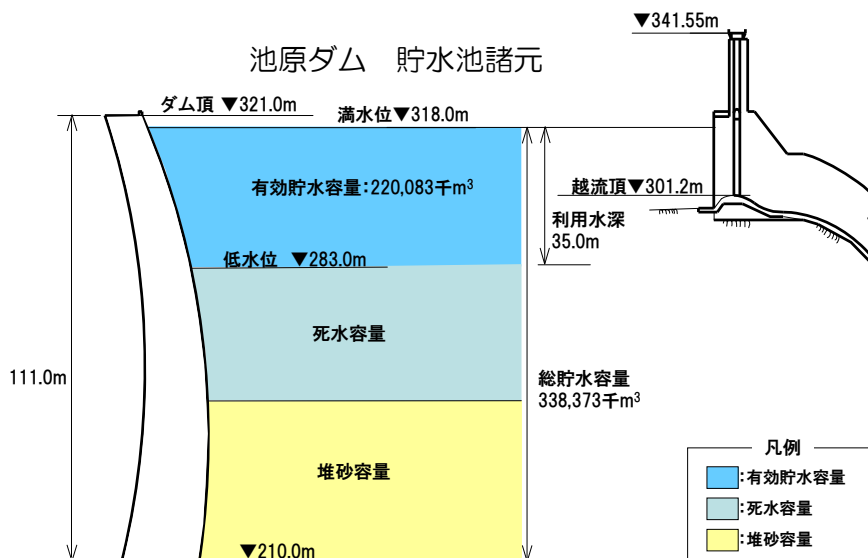 池原ダム 貯水池諸元
▼341.55m
ダム頂 ▼321.0m
満水位▼318.0m
有効貯水容量:220,083千m³
越流頂▼301.2m
利用水深
35.0m
低水位 ▼283.0m
死水容量
111.0m
総貯水容量
338,373千m³
堆砂容量
▼210.0m
凡例
:有効貯水容量
:死水容量
:堆砂容量